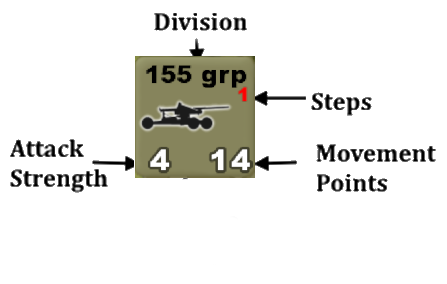 Division
155 grp
1
Steps
Attack
Strength
4
14
Movement
Points